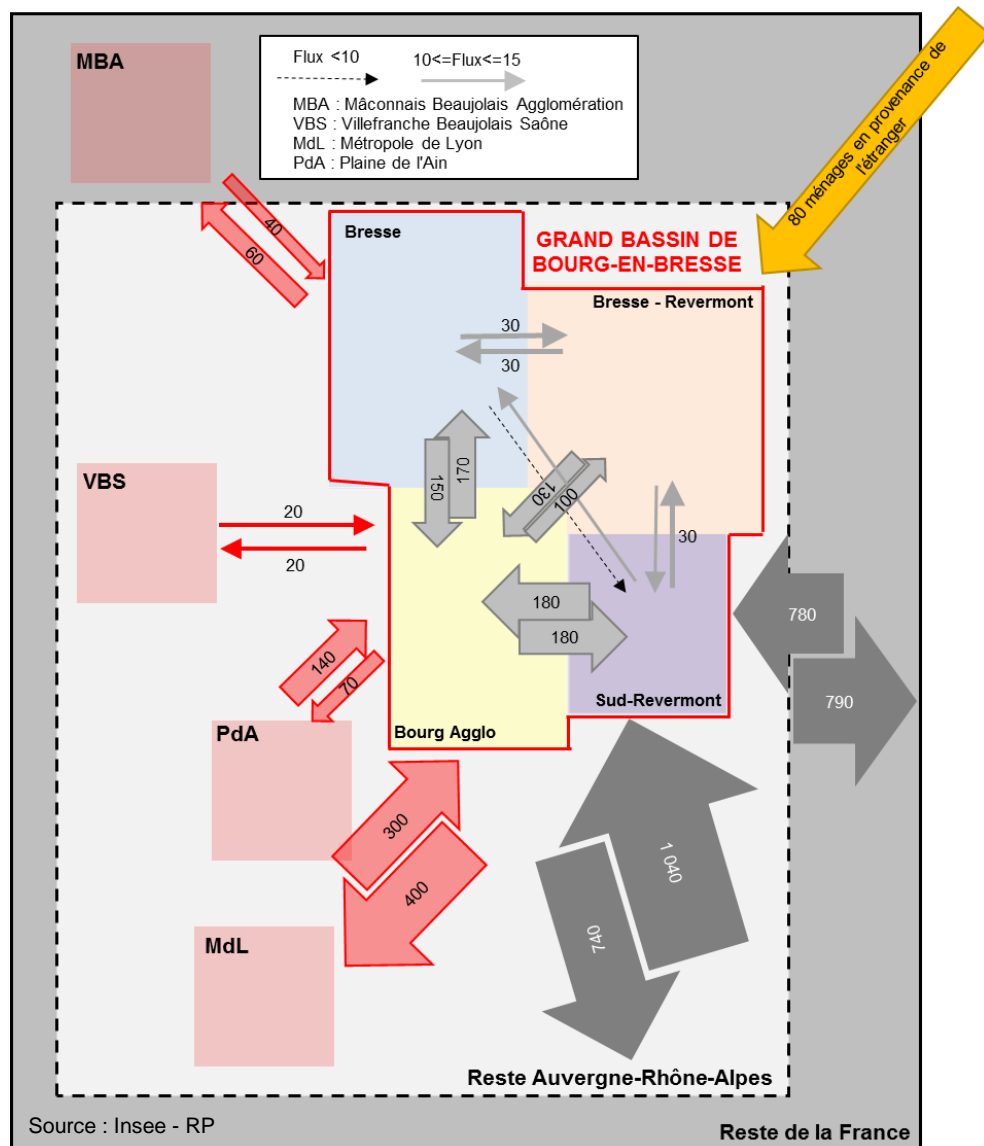 MBA
Flux <10
10<=Flux<=15
MBA : Mâconnais Beaujolais Agglomération
VBS : Villefranche Beaujolais Saône
MdL : Métropole de Lyon
PdA : Plaine de l'Ain
80 ménages en provenance de
l'étranger
40
60
Bresse
GRAND BASSIN DE
BOURG-EN-BRESSE
Bresse - Revermont
30
30
VBS
20
20
150
170
130
100
30
180
180
780
790
140
70
PdA
Sud-Revermont
Bourg Agglo
300
400
1 040
740
MdL
Reste Auvergne-Rhône-Alpes
Source : Insee - RP
Reste de la France